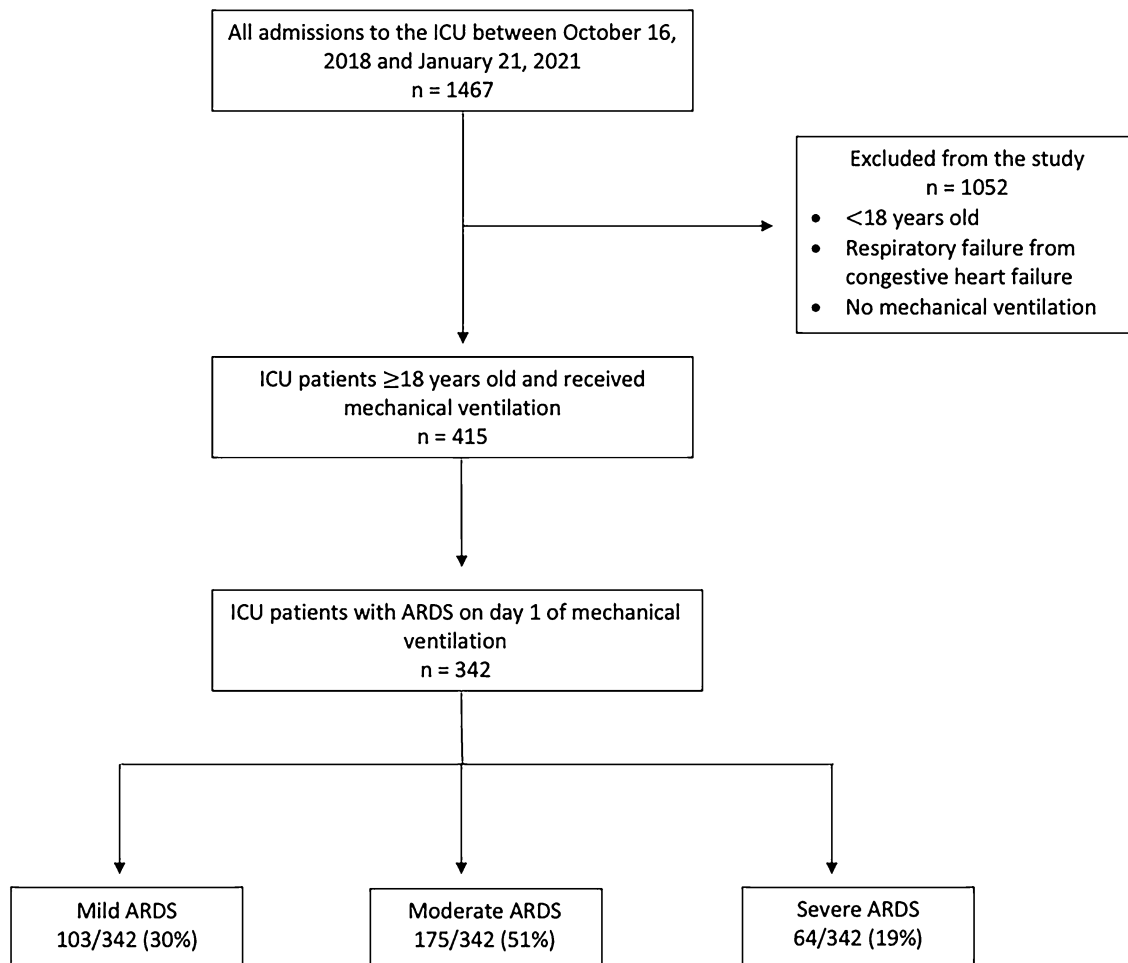 All admissions to the ICU between October 16,
2018 and January 21, 2021
n = 1467
Excluded from the study
n = 1052
• <18 years old
• Respiratory failure from
congestive heart failure
• No mechanical ventilation
ICU patients ≥18 years old and received
mechanical ventilation
n = 415
ICU patients with ARDS on day 1 of mechanical
ventilation
n = 342
Mild ARDS
103/342 (30%)
Moderate ARDS
175/342 (51%)
Severe ARDS
64/342 (19%)